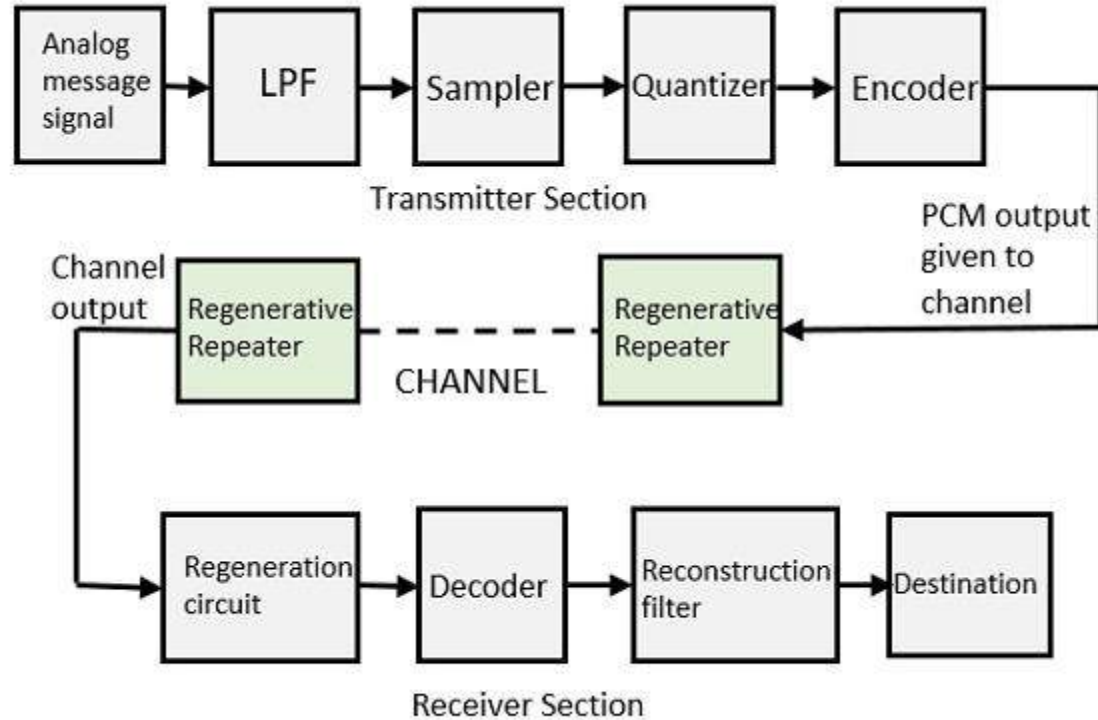 Analog
message
signal
LPF
Sampler
Quantizer
Encoder
Transmitter Section
PCM output
given to
channel
Channel
output
Regenerative
Repeater
CHANNEL
Regenerative
Repeater
Regeneration
circuit
Decoder
Reconstruction
filter
Destination
Receiver Section